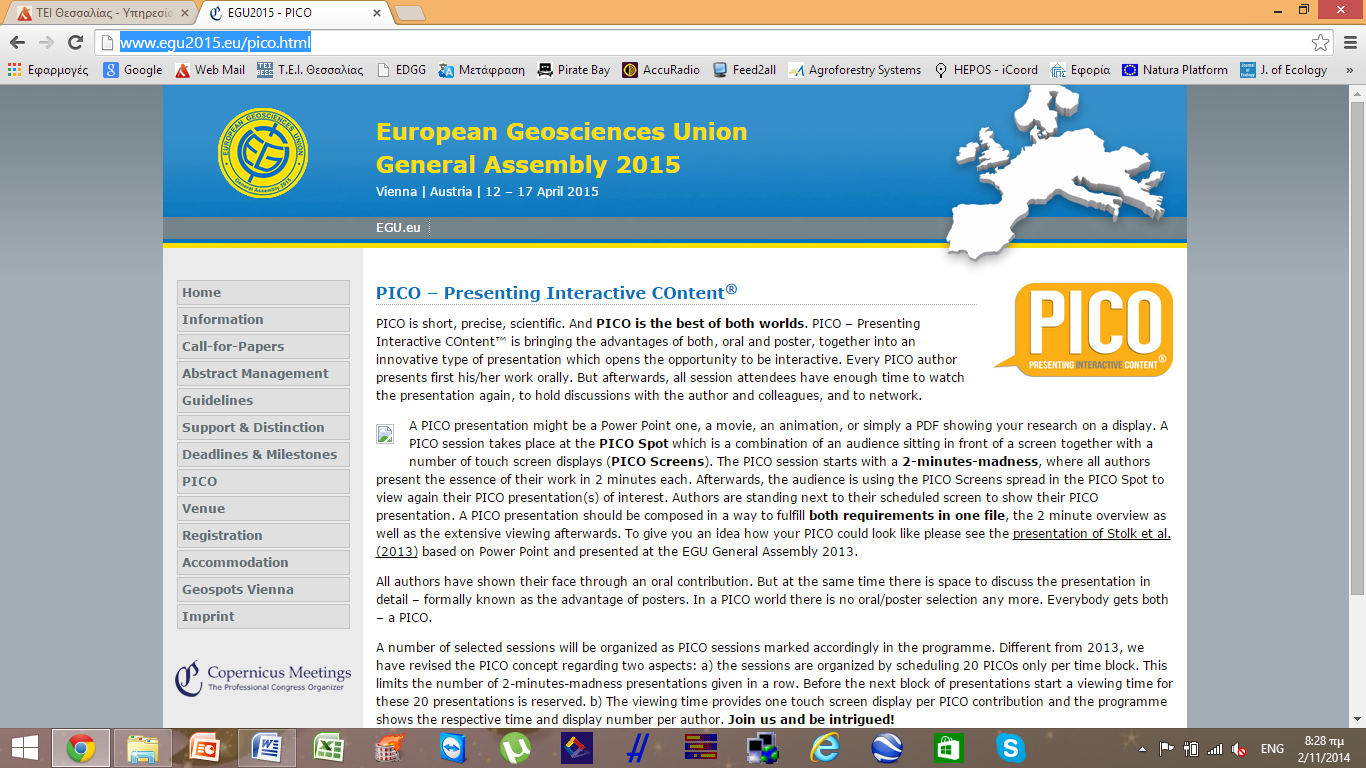 ΤΕΙ Θεσσαλίας - Υπηρεσία
EGU2015 - PICO
www.egu2015.eu/pico.html
Εφαρμογές
Google
Web Mail
Τ.Ε.Ι. Θεσσαλίας
EDGG
Μετάφραση
Pirate Bay
AccuRadio
Feed2all
Agroforestry Systems
HEPOS - iCoord
Εφορία
Natura Platform
J. of Ecology
»
European Geosciences Union
General Assembly 2015
Vienna | Austria | 12 – 17 April 2015
EUROPEAN GEOSCIENCES UNION
General Assembly 2015
EGU.eu
Home
Information
Call-for-Papers
Abstract Management
Guidelines
Support & Distinction
Deadlines & Milestones
PICO
Venue
Registration
Accommodation
Geospots Vienna
Imprint
Copernicus Meetings
The Professional Congress Organizer
PICO – Presenting Interactive COntent®
PICO
PRESENTING INTERACTIVE CONTENT®
PICO is short, precise, scientific. And PICO is the best of both worlds. PICO – Presenting
Interactive COntent™ is bringing the advantages of both, oral and poster, together into an
innovative type of presentation which opens the opportunity to be interactive. Every PICO author
presents first his/her work orally. But afterwards, all session attendees have enough time to watch
the presentation again, to hold discussions with the author and colleagues, and to network.
A PICO presentation might be a Power Point one, a movie, an animation, or simply a PDF showing your research on a display. A
PICO session takes place at the PICO Spot which is a combination of an audience sitting in front of a screen together with a
number of touch screen displays (PICO Screens). The PICO session starts with a 2-minutes-madness, where all authors
present the essence of their work in 2 minutes each. Afterwards, the audience is using the PICO Screens spread in the PICO Spot to
view again their PICO presentation(s) of interest. Authors are standing next to their scheduled screen to show their PICO
presentation. A PICO presentation should be composed in a way to fulfill both requirements in one file, the 2 minute overview as
well as the extensive viewing afterwards. To give you an idea how your PICO could look like please see the presentation of Stolk et al.
(2013) based on Power Point and presented at the EGU General Assembly 2013.
All authors have shown their face through an oral contribution. But at the same time there is space to discuss the presentation in
detail – formally known as the advantage of posters. In a PICO world there is no oral/poster selection any more. Everybody gets both
– a PICO.
A number of selected sessions will be organized as PICO sessions marked accordingly in the programme. Different from 2013, we
have revised the PICO concept regarding two aspects: a) the sessions are organized by scheduling 20 PICOs only per time block. This
limits the number of 2-minutes-madness presentations given in a row. Before the next block of presentations start a viewing time for
these 20 presentations is reserved. b) The viewing time provides one touch screen display per PICO contribution and the programme
shows the respective time and display number per author. Join us and be intrigued!
ENG
8:28 πμ
2/11/2014